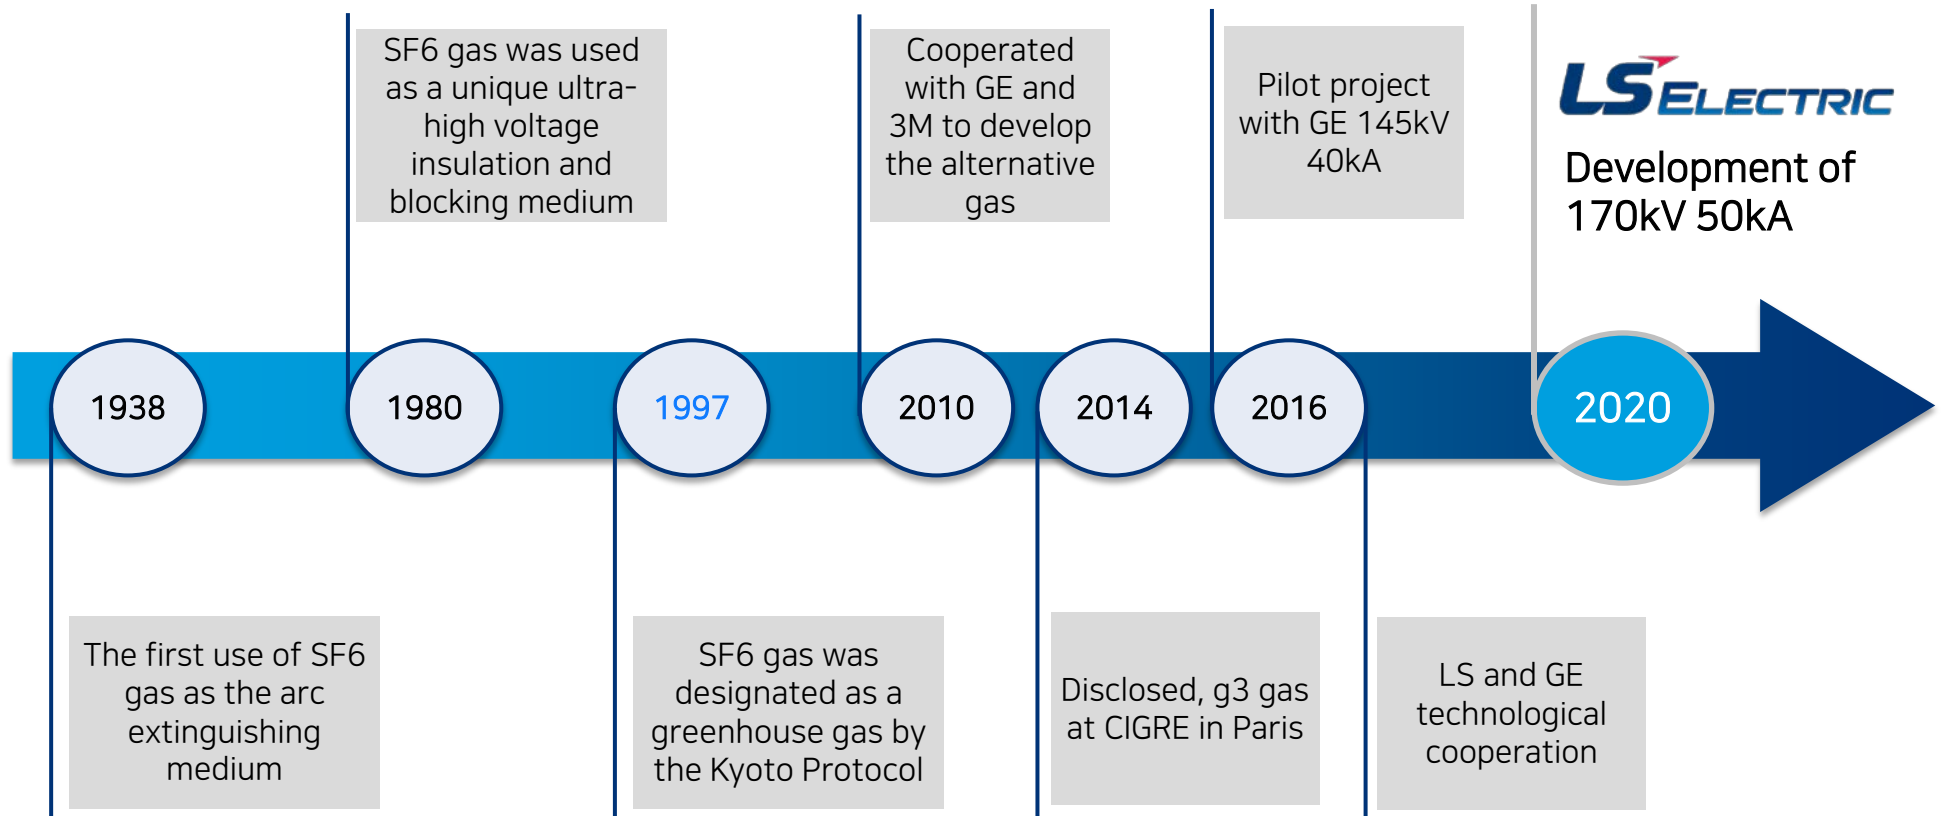 SF6 gas was used
as a unique ultra-
high voltage
insulation and
blocking medium
Cooperated
with GE and
3M to develop
the alternative
gas
Pilot project
with GE 145kV
40kA
LS ELECTRIC
Development of
170kV 50kA
1938
1980
1997
2010
2014
2016
2020
The first use of SF6
gas as the arc
extinguishing
medium
SF6 gas was
designated as a
greenhouse gas by
the Kyoto Protocol
Disclosed, g3 gas
at CIGRE in Paris
LS and GE
technological
cooperation